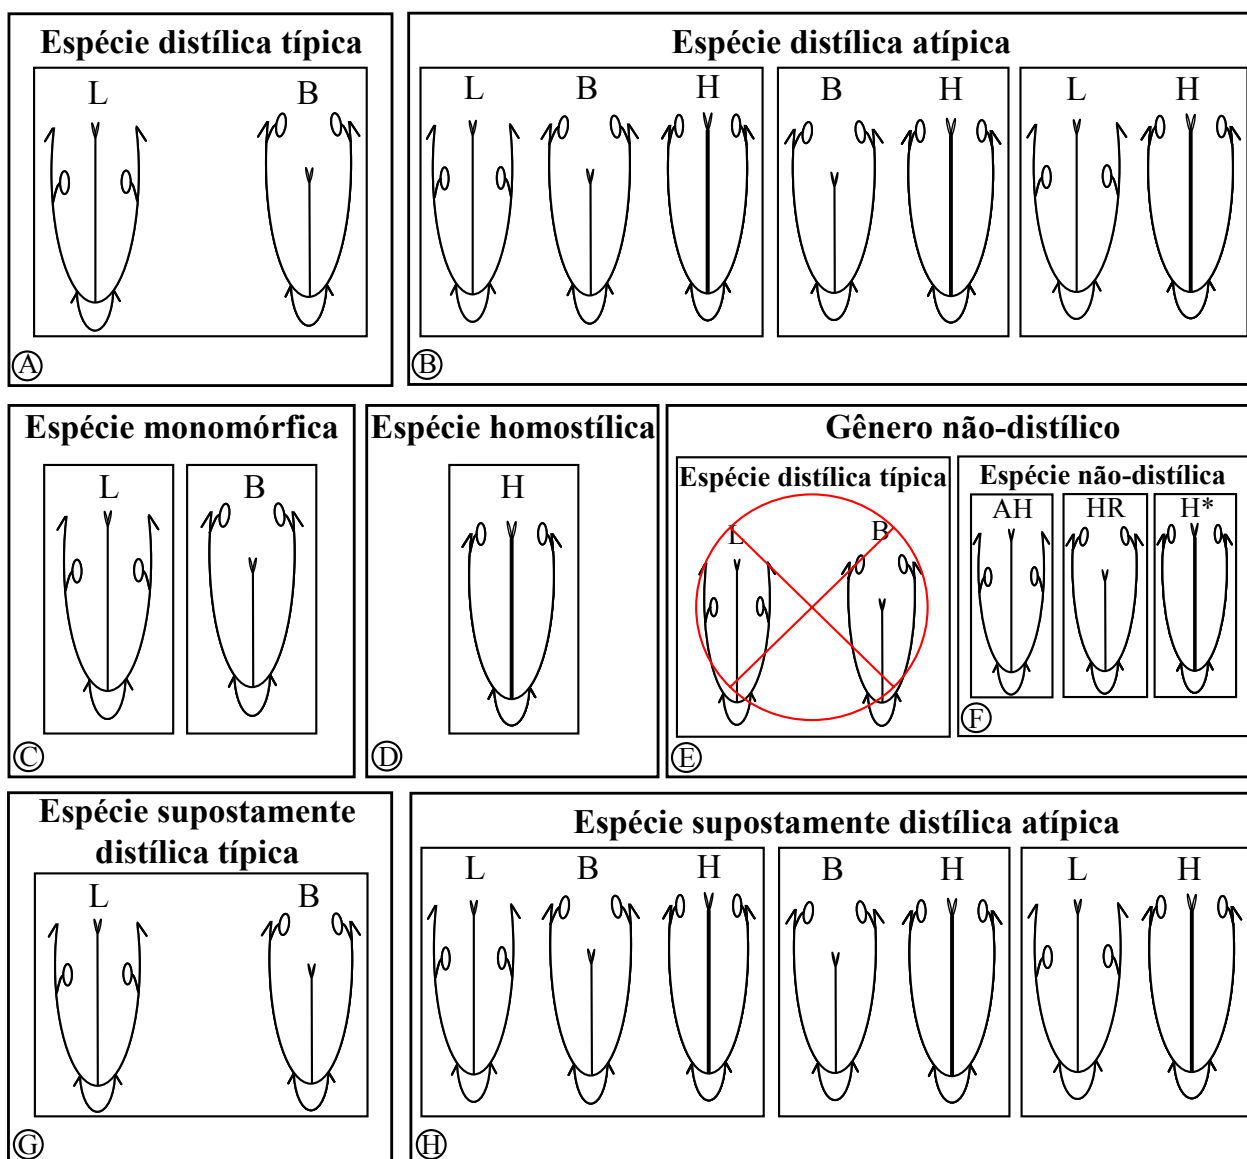 Espécie distílica típica
L B
A
Espécie distílica atípica
L B H B H L H
B
Espécie monomórfica
L B
C
Espécie homostílica
H
D
Gênero não-distílico
Espécie distílica típica
L B
E
Espécie não-distílica
AH HR H*
F
Espécie supostamente
distílica típica
L B
G
Espécie supostamente distílica atípica
L B H B H L H
H